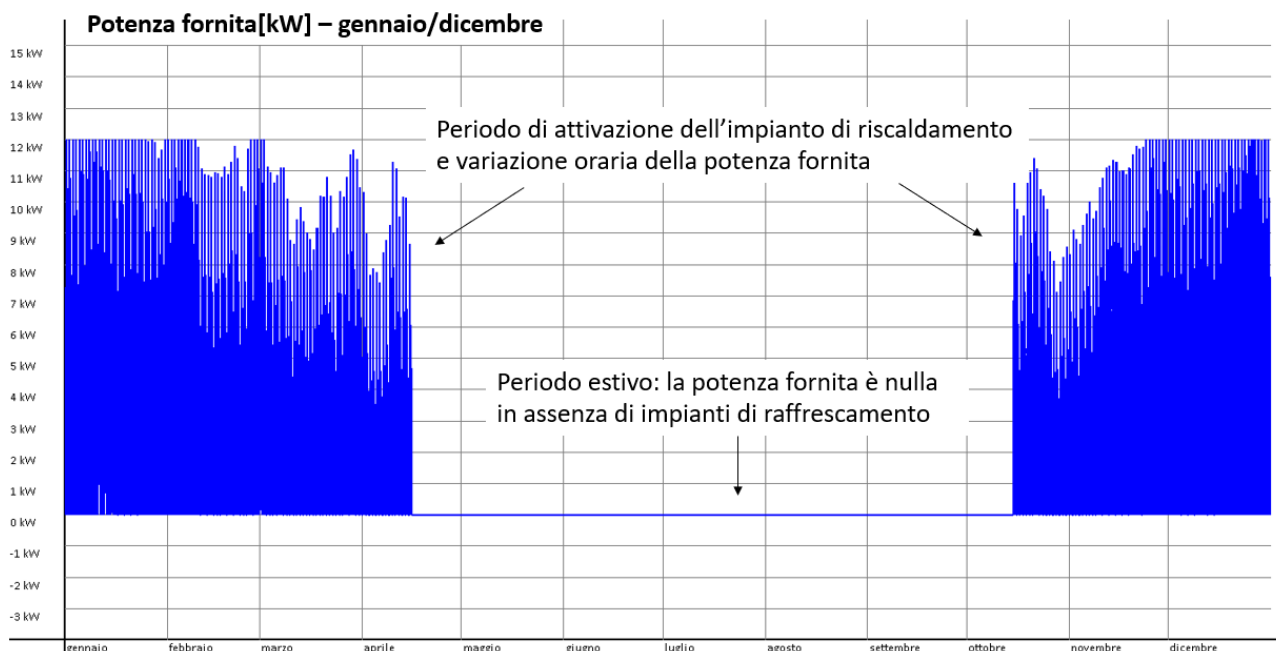 Potenza fornita[kW] – gennaio/dicembre
15 kW
14 kW
13 kW
12 kW
11 kW
10 kW
9 kW
8 kW
7 kW
6 kW
5 kW
4 kW
3 kW
2 kW
1 kW
0 kW
-1 kW
-2 kW
-3 kW
Periodo di attivazione dell'impianto di riscaldamento
e variazione oraria della potenza fornita
Periodo estivo: la potenza fornita è nulla
in assenza di impianti di raffrescamento
gennaio febbraio marzo aprile maggio giugno luglio agosto settembre ottobre novembre dicembre